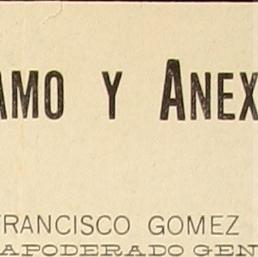 AMO Y ANEX
FRANCISCO GOMEZ
APODERADO GEN